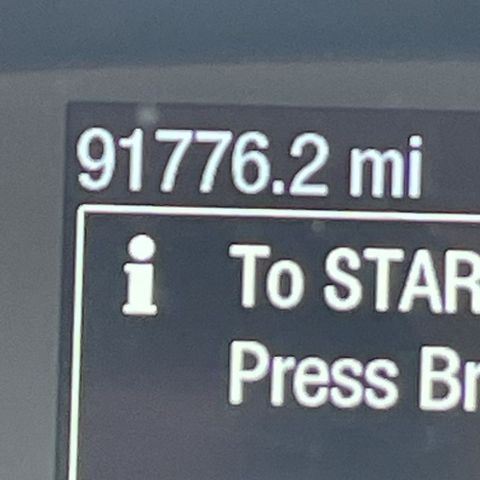 91776.2 mi
i To STAR
Press Br